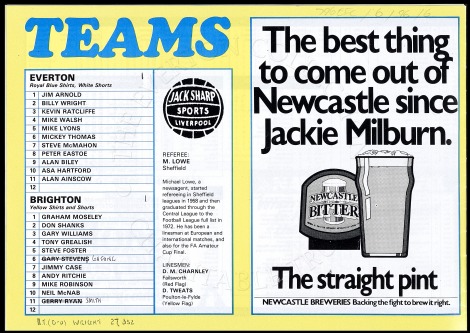 TEAMS
EVERTON
Royal Blue Shirts, White Shorts
1 JIM ARNOLD
2 BILLY WRIGHT
3 KEVIN RATCLIFFE
4 MIKE WALSH
5 MIKE LYONS
6 MICKEY THOMAS
7 STEVE McMAHON
8 PETER EASTOE
9 ALAN BILEY
10 ASA HARTFORD
11 ALAN AINSCOW
12
BRIGHTON
Yellow Shirts and Shorts
1 GRAHAM MOSELEY
2 DON SHANKS
3 GARY WILLIAMS
4 TONY GREALISH
5 STEVE FOSTER
6 GARY STEVENS
7 JIMMY CASE
8 ANDY RITCHIE
9 MIKE ROBINSON
10 NEIL McNAB
11 GERRY RYAN SMITH
12
H.T. (0-0) WRIGHT 27,352
JACK SHARP
SPORTS
LIVERPOOL
REFEREE:
M. LOWE
Sheffield
Michael Lowe, a
newsagent, started
refereeing in Sheffield
leagues in 1958 and then
graduated through the
Central League to the
Football League full list in
1972. He has been a
linesman at European and
international matches, and
also for the FA Amateur
Cup Final.
LINESMEN:
D. M. CHARNLEY
Failsworth
(Red Flag)
D. TWEATS
Poulton-le-Fylde
(Yellow Flag)
The best thing
to come out of
Newcastle since
Jackie Milburn.
NEWCASTLE
BITTER
The straight pint
NEWCASTLE BREWERIES Backing the fight to brew it right.